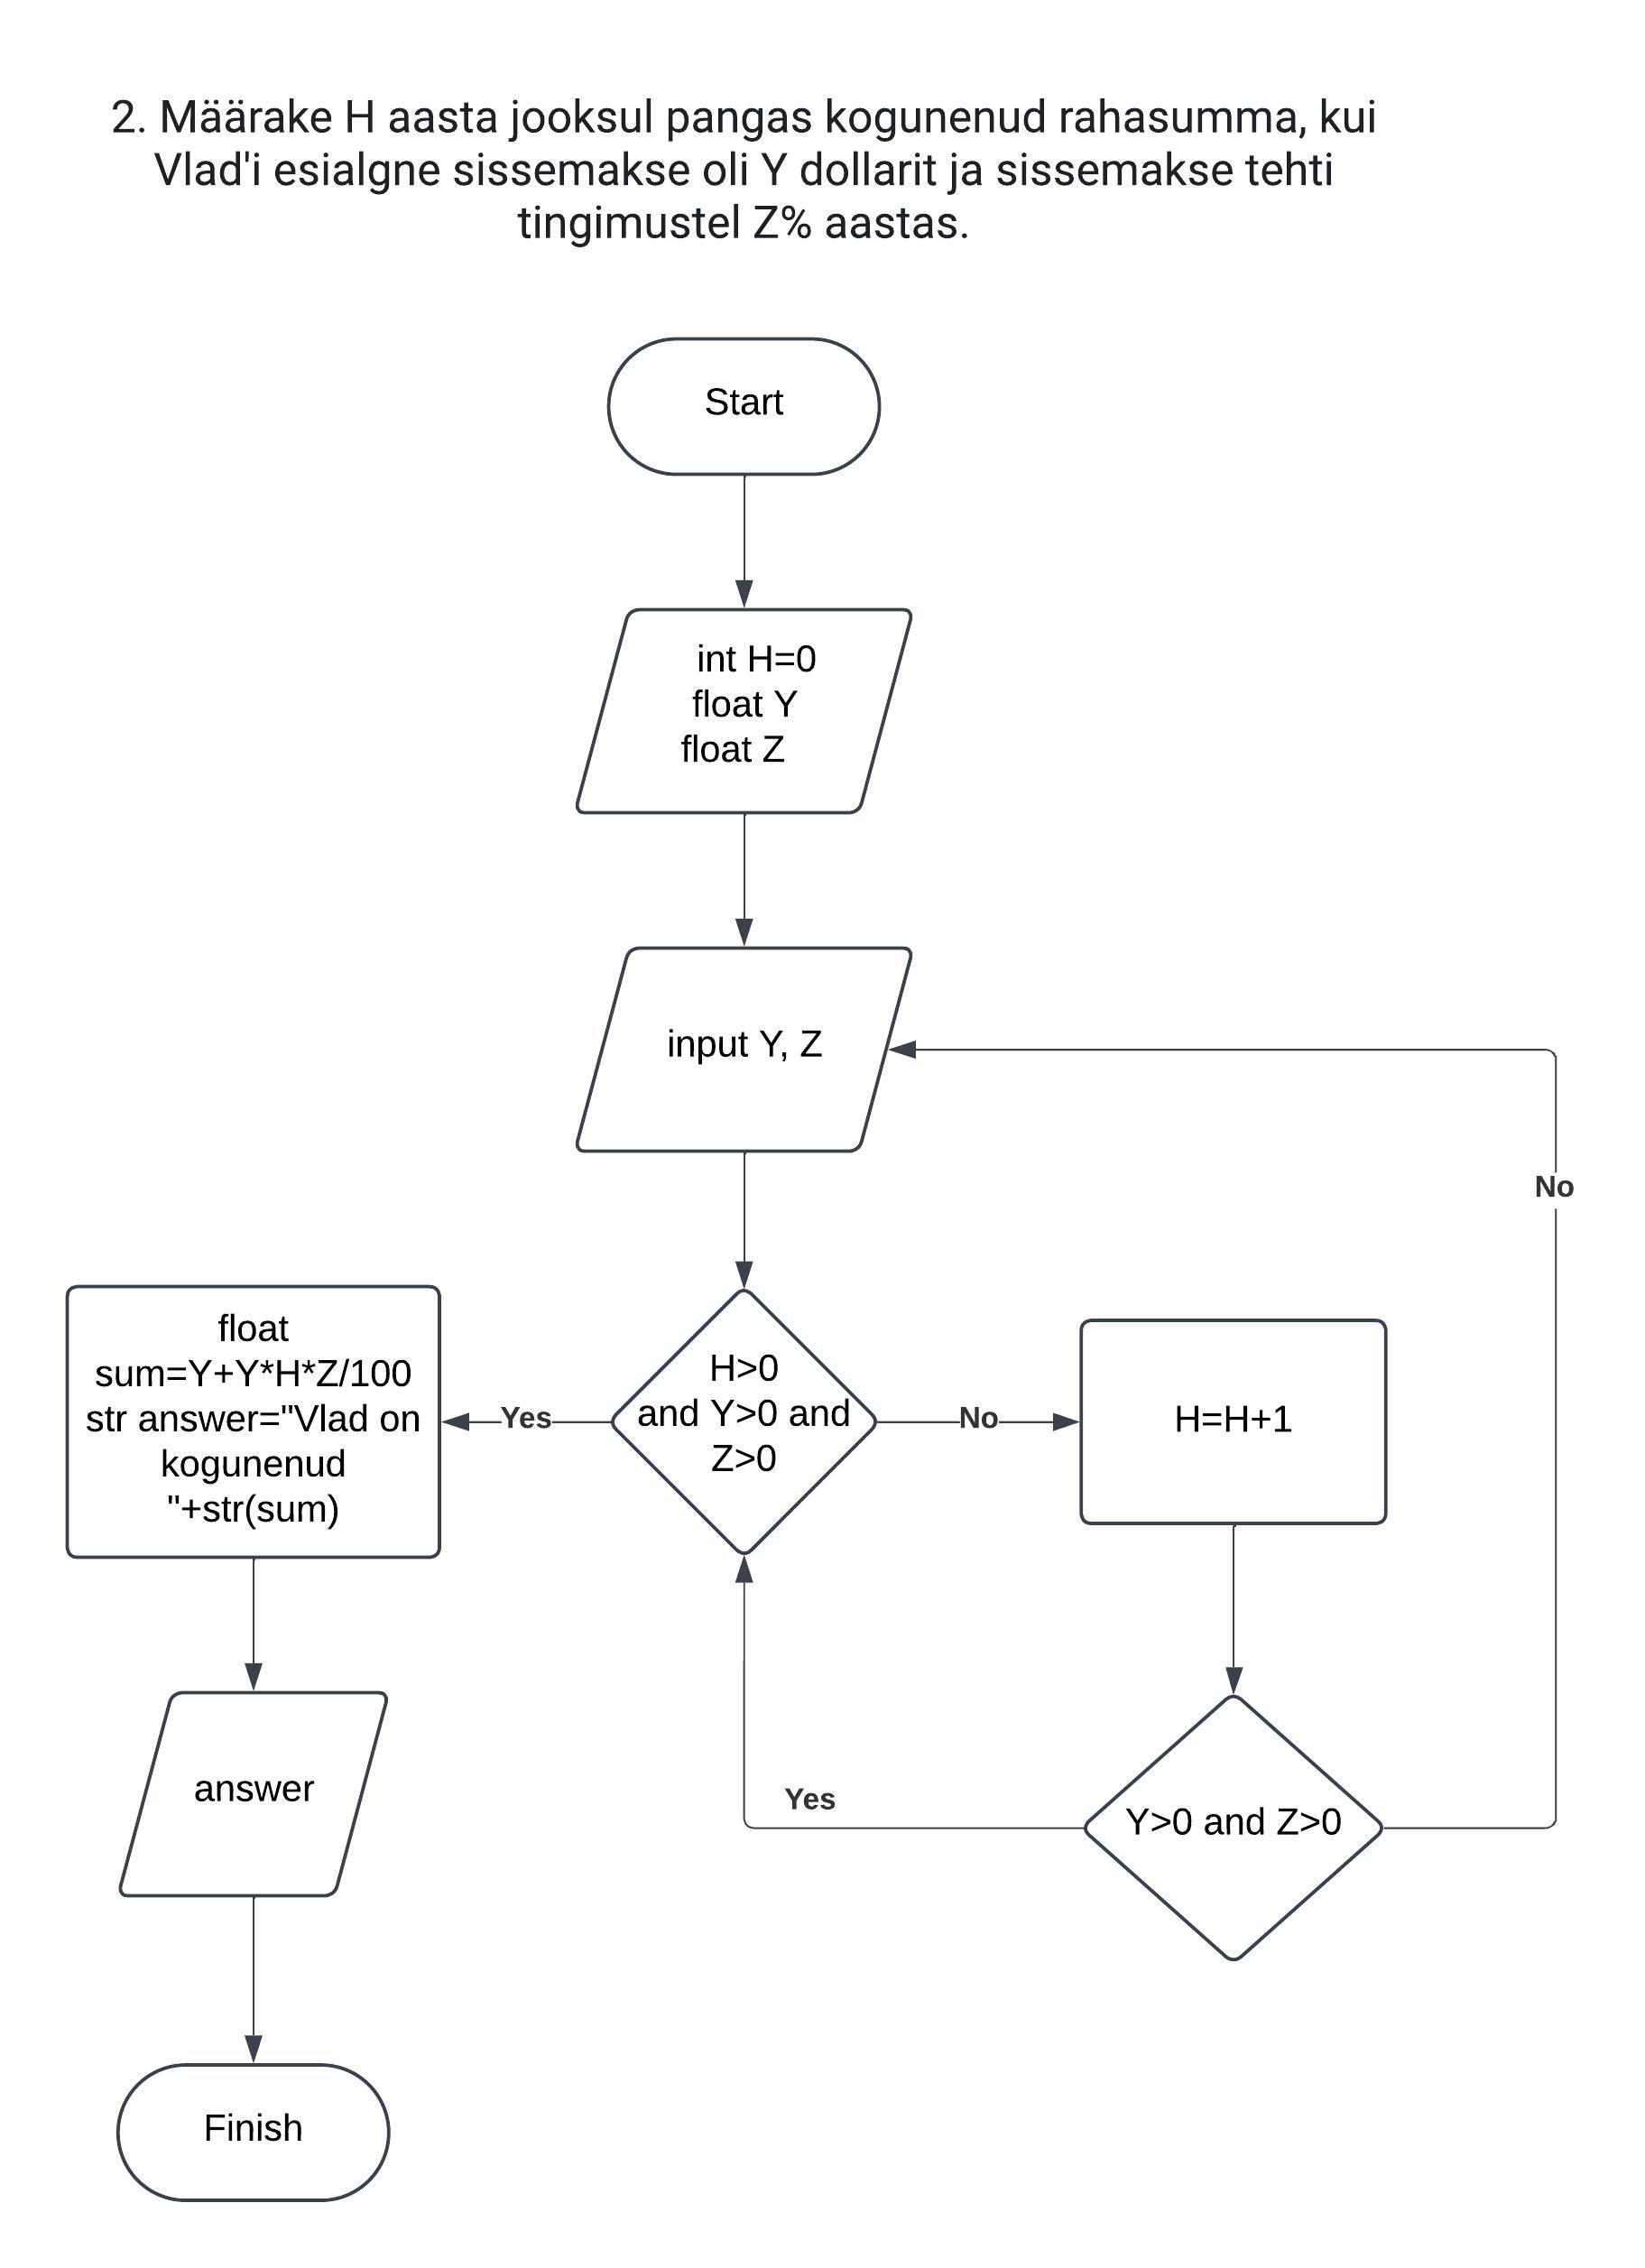 2. Määrake H aasta jooksul pangas kogunenud rahasumma, kui
Vlad'i esialgne sissemakse oli Y dollarit ja sissemakse tehti
tingimustel Z% aastas.
Start
int H=0
float Y
float Z
input Y, Z
No
float
sum=Y+Y*H*Z/100
str answer="Vlad on
kogunenud
"+str(sum)
Yes
H>0
and Y>0 and
Z>0
No
H=H+1
answer
Yes
Y>0 and Z>0
Finish